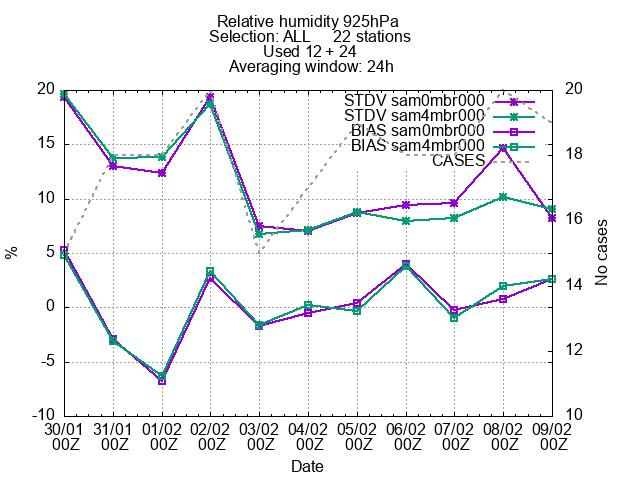 Relative humidity 925hPa
Selection: ALL 22 stations
Used 12 + 24
Averaging window: 24h
STDV sam0mbr000
STDV sam4mbr000
BIAS sam0mbr000
BIAS sam4mbr000
CASES
20
15
10
5
0
-5
-10
%
20
18
16
14
12
10
No cases
30/01 31/01 01/02 02/02 03/02 04/02 05/02 06/02 07/02 08/02 09/02
00Z 00Z 00Z 00Z 00Z 00Z 00Z 00Z 00Z 00Z 00Z
Date